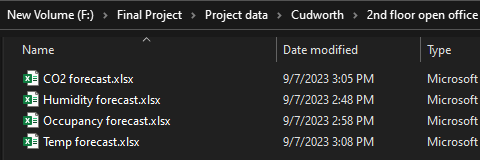 New Volume (F:) > Final Project > Project data > Cudworth > 2nd floor open office
Name Date modified Type
CO2 forecast.xlsx 9/7/2023 3:05 PM Microsoft
Humidity forecast.xlsx 9/7/2023 2:48 PM Microsoft
Occupancy forecast.xlsx 9/7/2023 2:58 PM Microsoft
Temp forecast.xlsx 9/7/2023 3:08 PM Microsoft